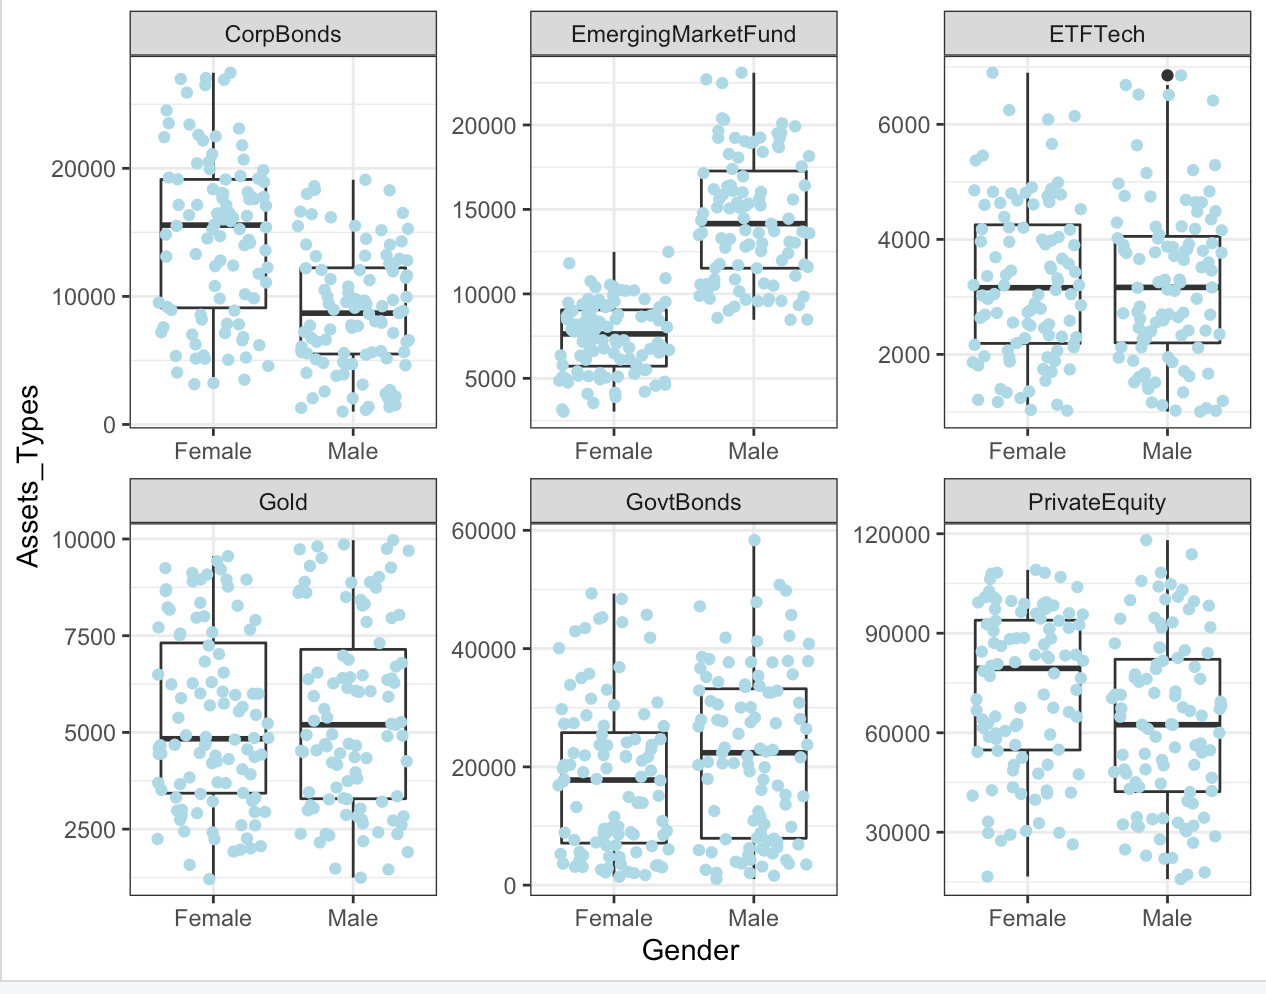 CorpBonds
EmergingMarketFund
ETFTech
20000
10000
0
20000
15000
10000
5000
6000
4000
2000
Female
Male
Female
Male
Female
Male
Assets_Types
Gold
GovtBonds
PrivateEquity
10000
7500
5000
2500
60000
40000
20000
0
120000
90000
60000
30000
Female
Male
Female
Male
Female
Male
Gender